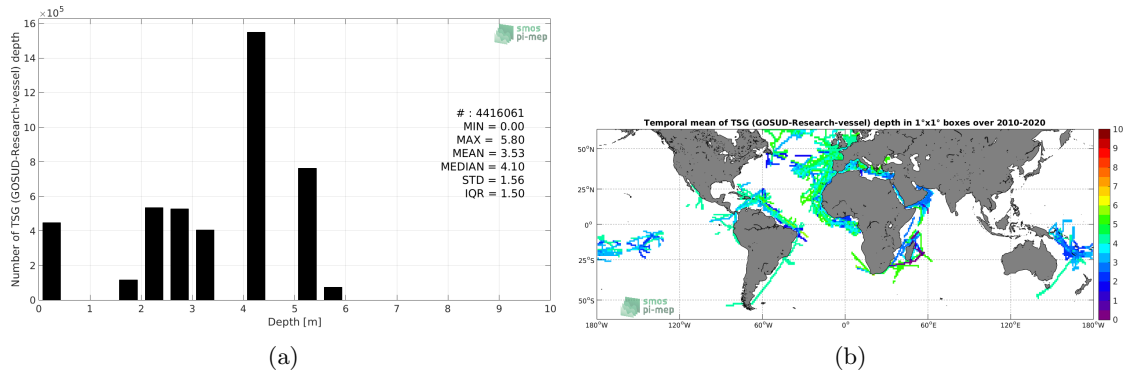 ×10⁵
16
14
12
10
8
6
4
2
0
Number of TSG (GOSUD-Research-vessel) depth
smos
pi-mep
# : 4416061
MIN = 0.00
MAX = 5.80
MEAN = 3.53
MEDIAN = 4.10
STD = 1.56
IQR = 1.50
0 1 2 3 4 5 6 7 8 9 10
Depth [m]
(a)
Temporal mean of TSG (GOSUD-Research-vessel) depth in 1°x1° boxes over 2010-2020
50°N
25°N
0°
25°S
50°S
smos
pi-mep
180°W 120°W 60°W 0° 60°E 120°E 180°W
10
9
8
7
6
5
4
3
2
1
0
(b)